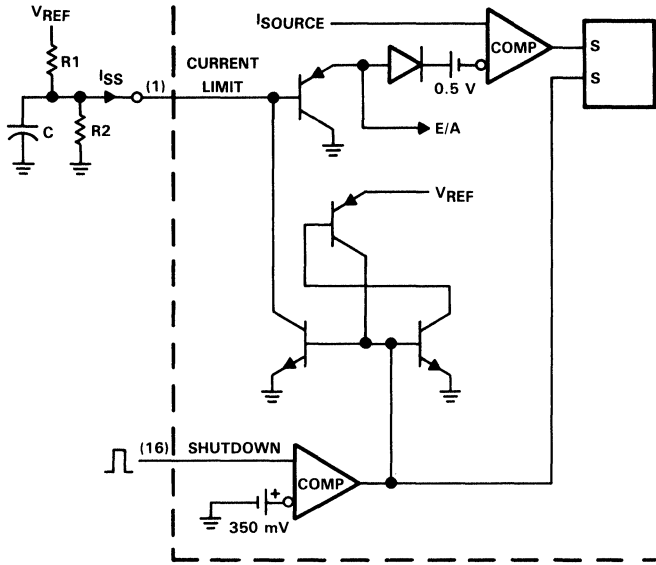 VREF
R1
ISS
(1)
CURRENT
LIMIT
C
R2
ISOURCE
COMP
S
S
0.5 V
E/A
VREF
(16)
SHUTDOWN
COMP
+
350 mV